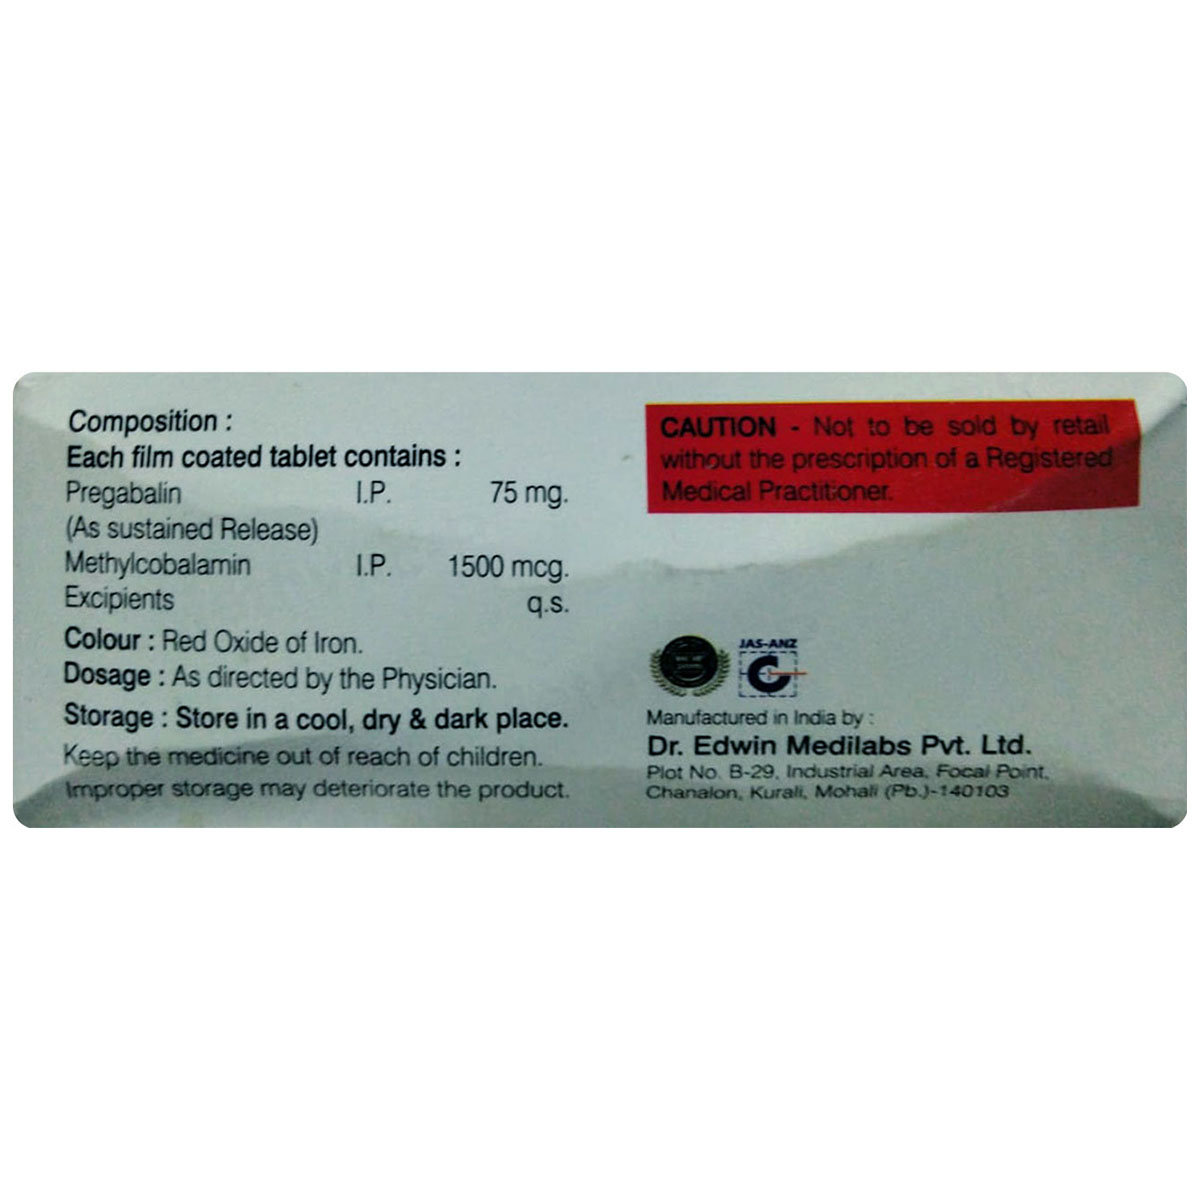 Composition :
Each film coated tablet contains :
Pregabalin I.P. 75 mg.
(As sustained Release)
Methylcobalamin I.P. 1500 mcg.
Excipients q.s.
Colour : Red Oxide of Iron.
Dosage : As directed by the Physician.
Storage : Store in a cool, dry & dark place.
Keep the medicine out of reach of children.
Improper storage may deteriorate the product.
CAUTION - Not to be sold by retail
without the prescription of a Registered
Medical Practitioner.
JAS-ANZ
Manufactured in India by :
Dr. Edwin Medilabs Pvt. Ltd.
Plot No. B-29, Industrial Area, Focal Point,
Chanalon, Kurali, Mohali (Pb.)-140103